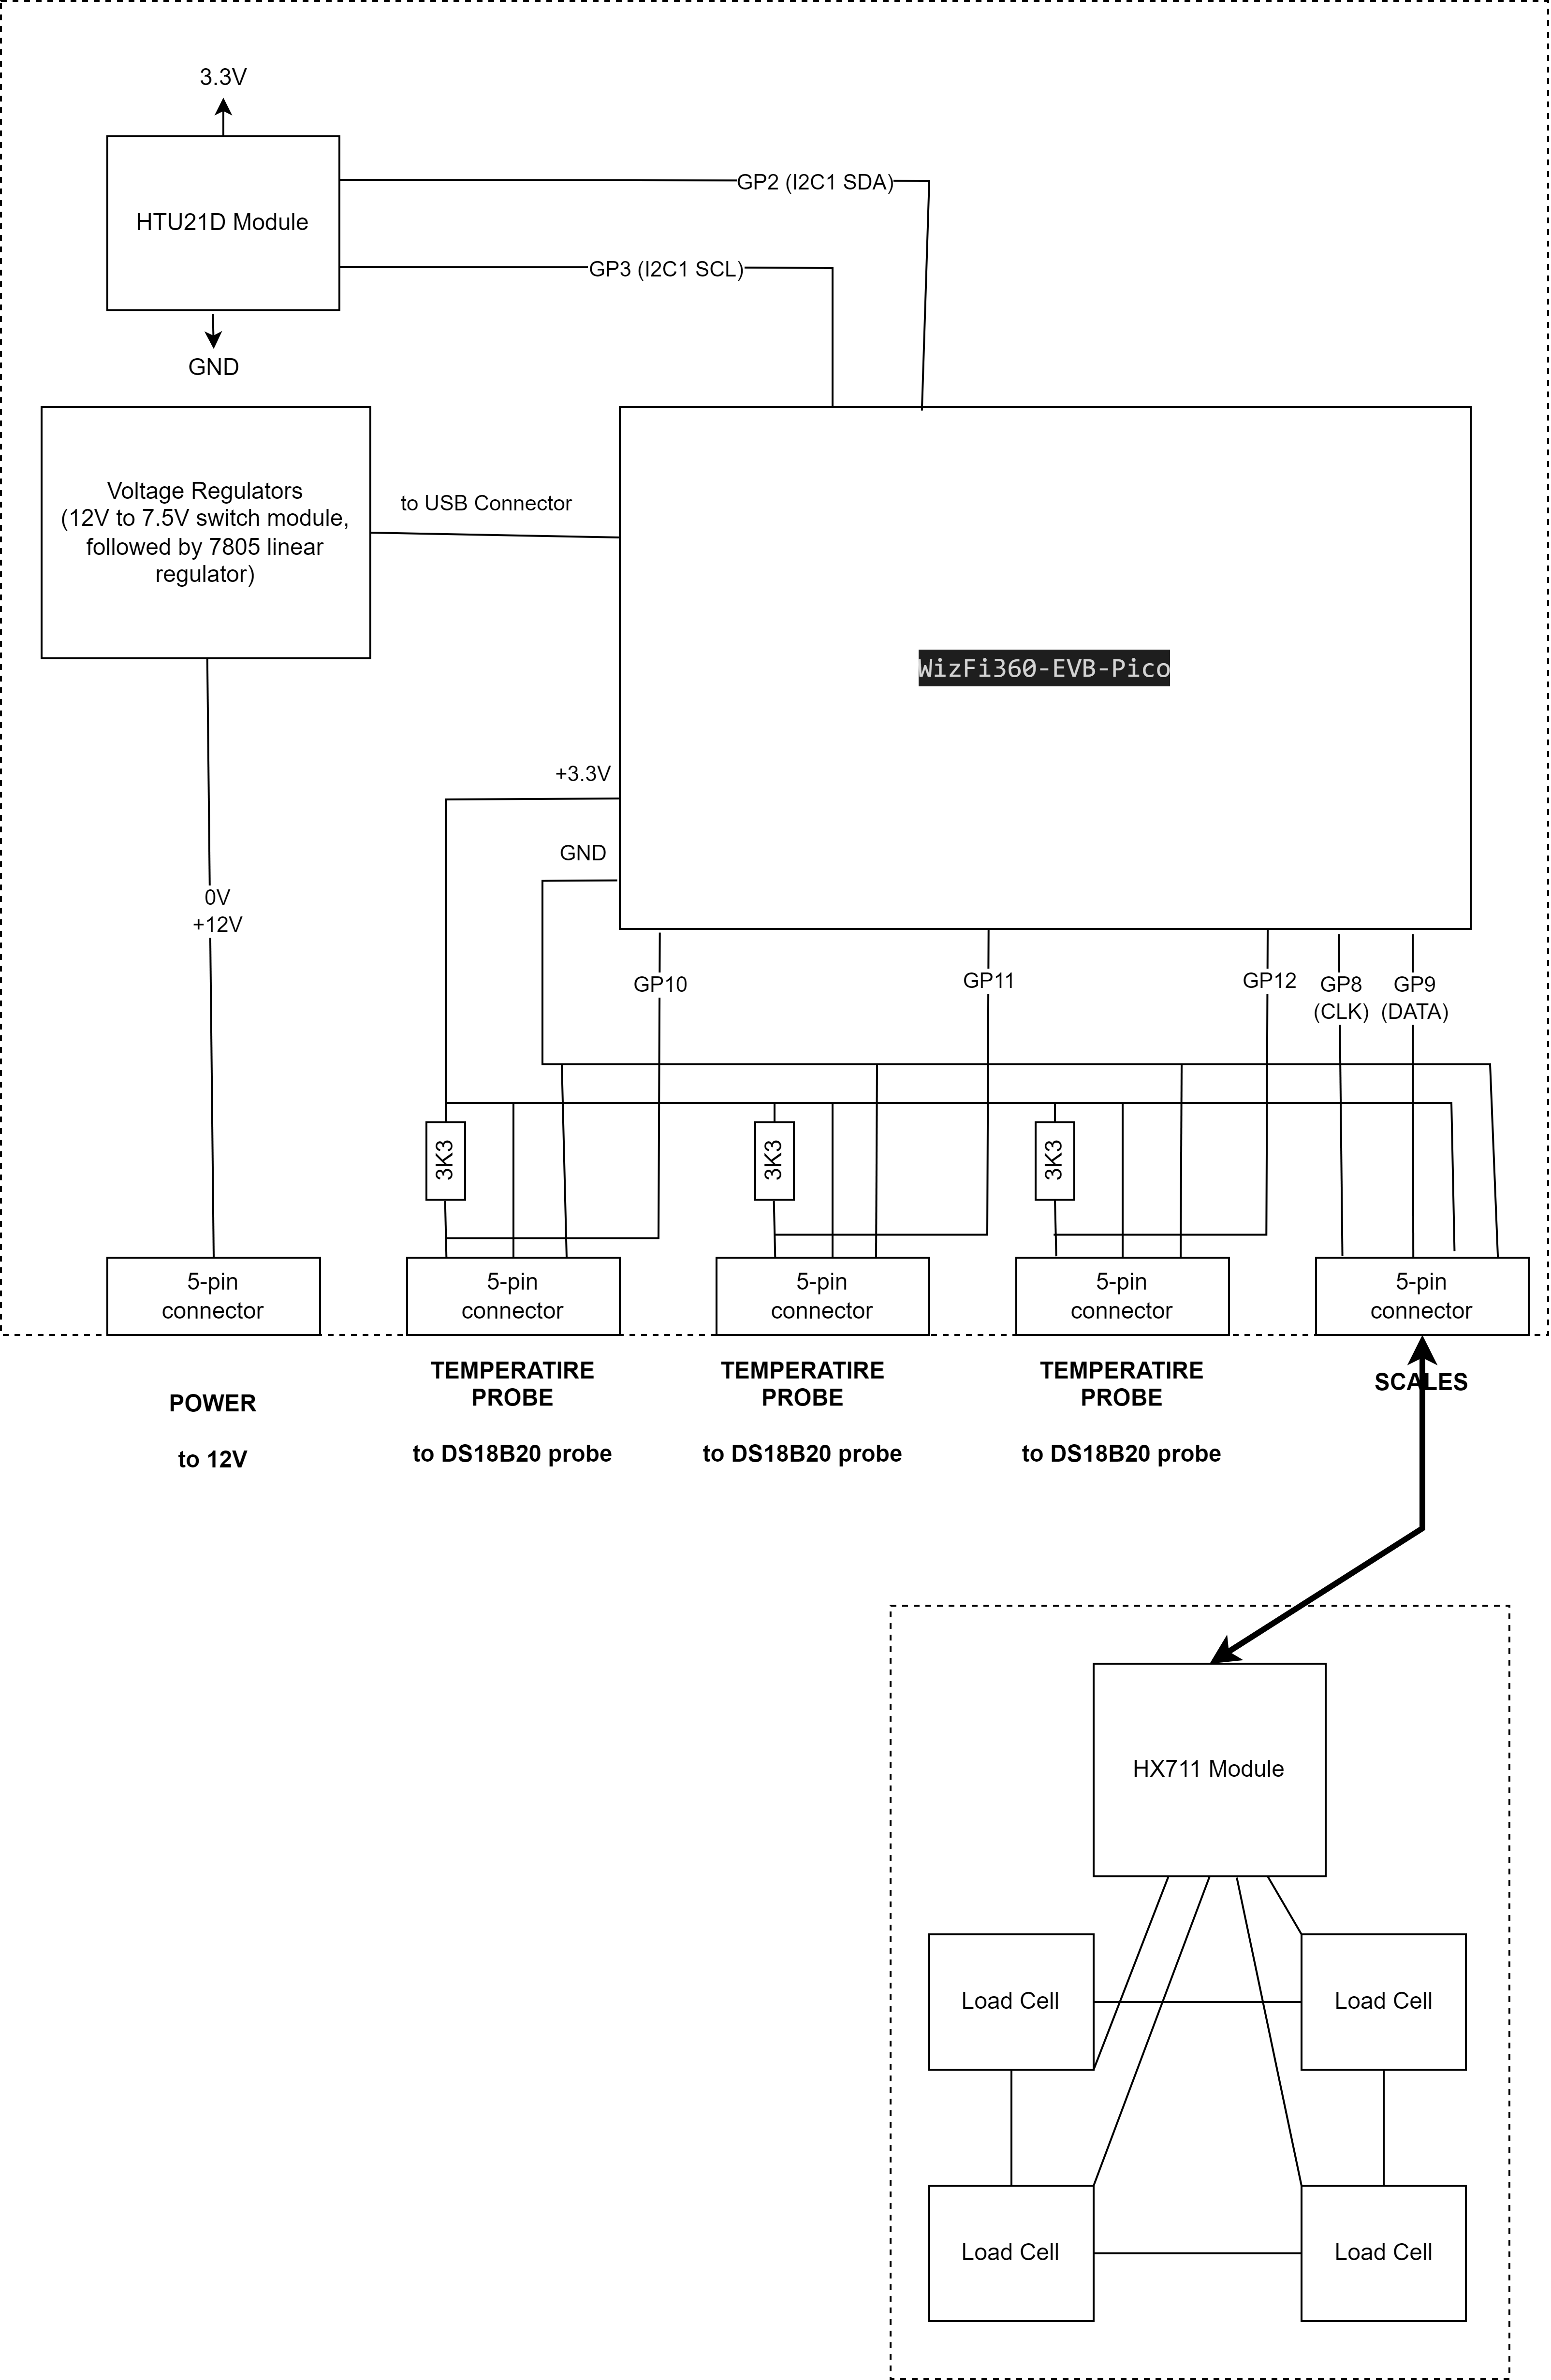 3.3V
GP2 (I2C1 SDA)
HTU21D Module
GP3 (I2C1 SCL)
GND
Voltage Regulators
(12V to 7.5V switch module,
followed by 7805 linear
regulator)
to USB Connector
WizFi360-EVB-Pico
+3.3V
GND
0V
+12V
GP10
GP11
GP12
GP8
(CLK)
GP9
(DATA)
3K3
3K3
3K3
5-pin
connector
5-pin
connector
5-pin
connector
5-pin
connector
5-pin
connector
POWER
to 12V
TEMPERATIRE
PROBE
to DS18B20 probe
TEMPERATIRE
PROBE
to DS18B20 probe
TEMPERATIRE
PROBE
to DS18B20 probe
SCALES
HX711 Module
Load Cell
Load Cell
Load Cell
Load Cell